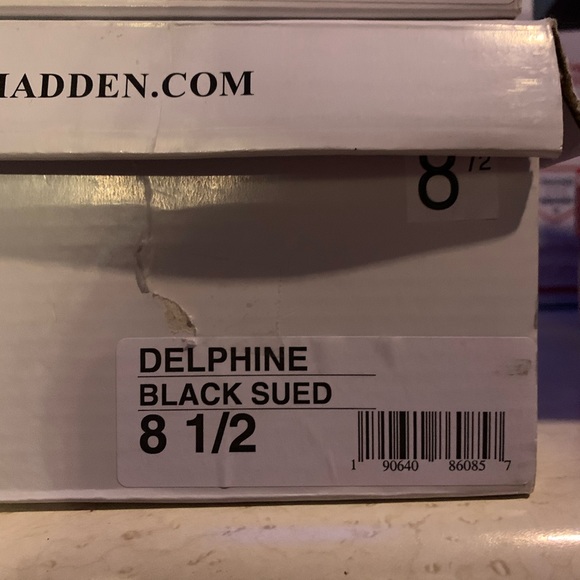 MADDEN.COM
8 1/2
DELPHINE
BLACK SUED
8 1/2
1 90640 86085 7